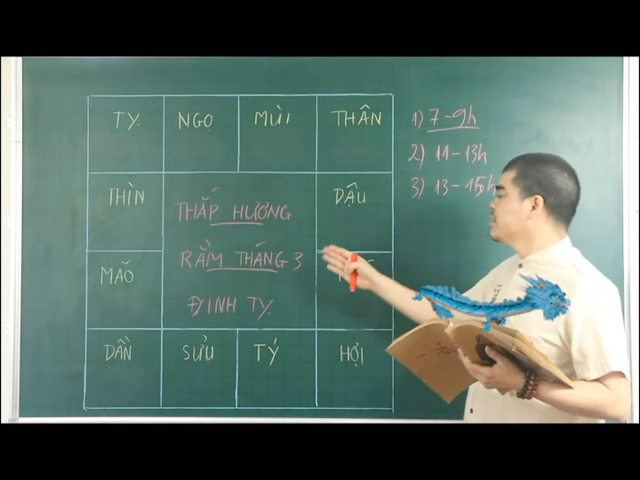 TỴ NGỌ MÙI THÂN
THÌN DẬU
MÃO
DẦN SỬU TÝ HỢI
THẮP HƯƠNG
RẰM THÁNG 3
ĐINH TỴ
1) 7-9h
2) 11-13h
3) 13-15h